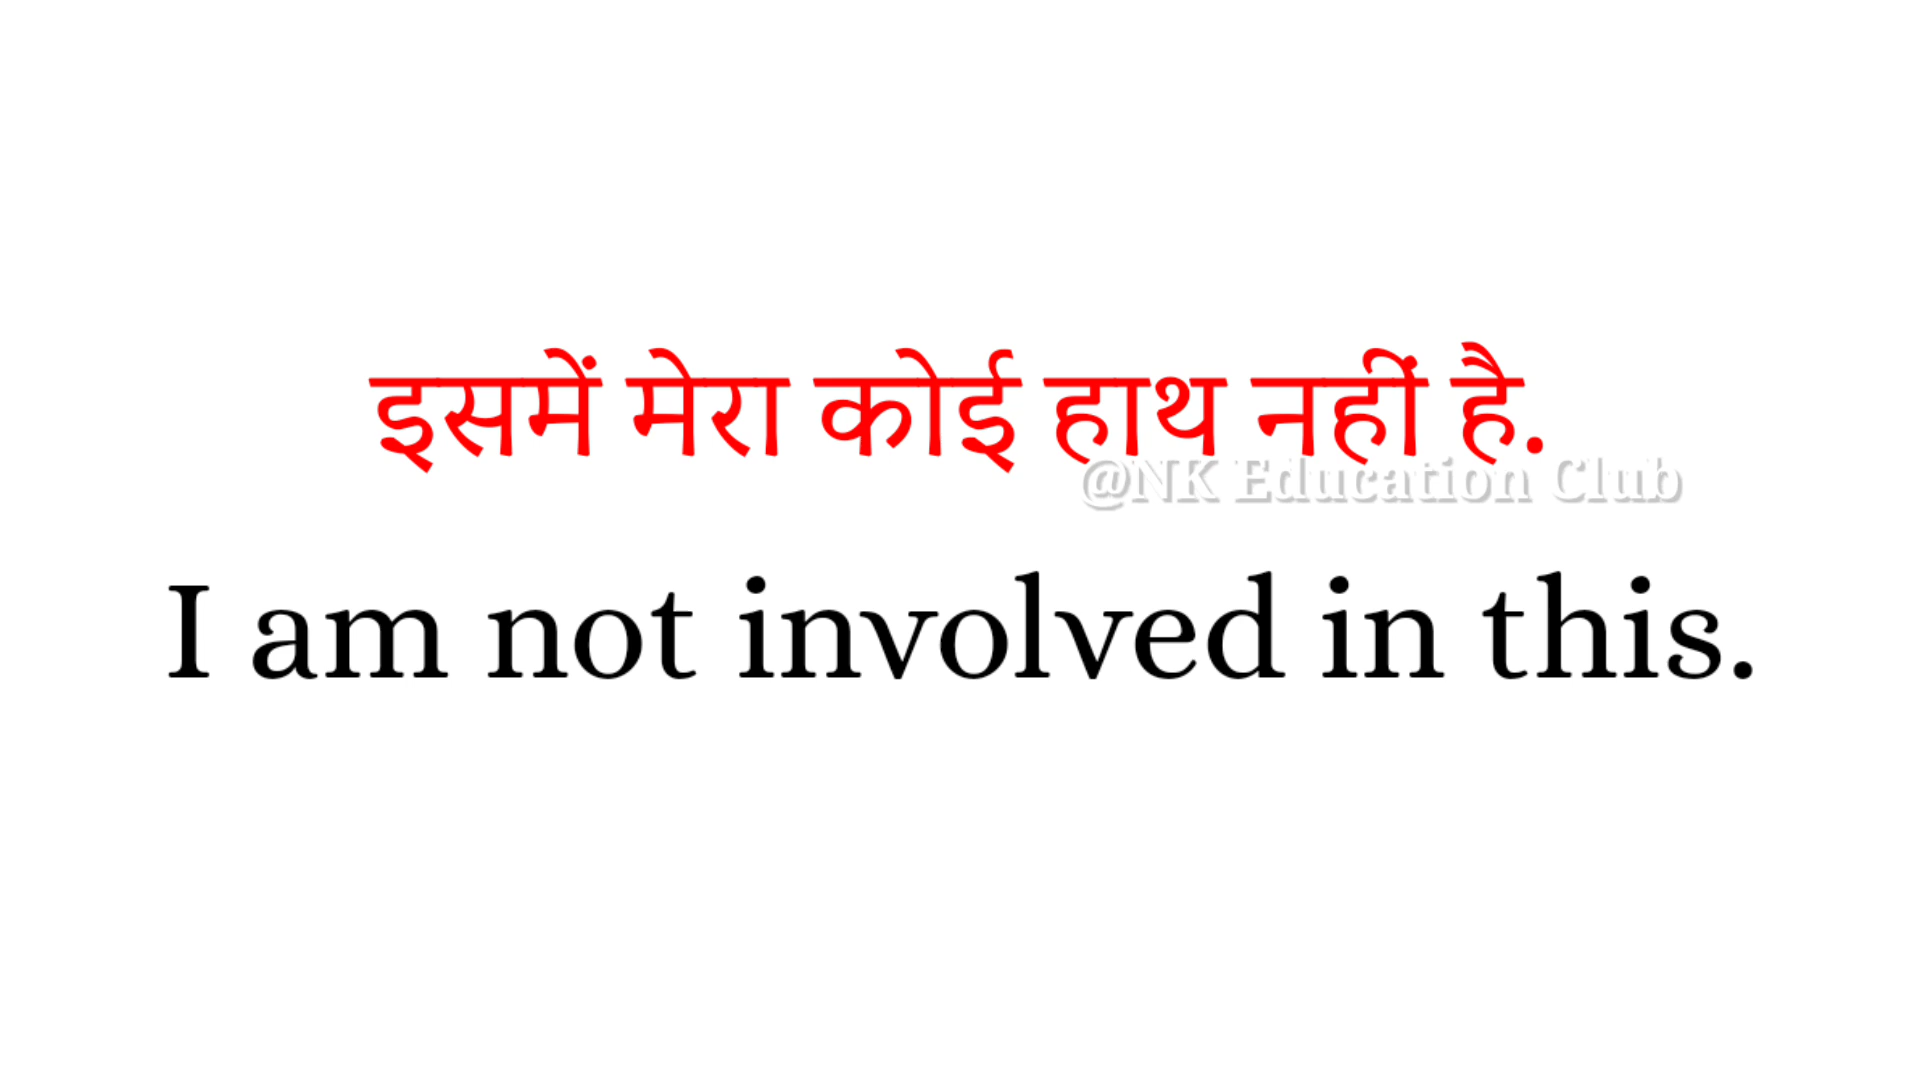 इसमें मेरा कोई हाथ नहीं है.
@NK Education Club
I am not involved in this.